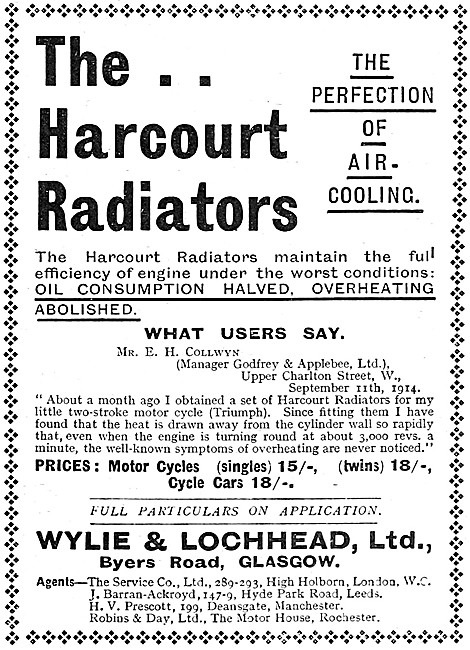 The . .
Harcourt
Radiators
THE
PERFECTION
OF
AIR-
COOLING.
The Harcourt Radiators maintain the full
efficiency of engine under the worst conditions:
OIL CONSUMPTION HALVED, OVERHEATING
ABOLISHED.
WHAT USERS SAY.
MR. E. H. COLLWYN
(Manager Godfrey & Applebee, Ltd.),
Upper Charlton Street, W.,
September 11th, 1914.
" About a month ago I obtained a set of Harcourt Radiators for my
little two-stroke motor cycle (Triumph). Since fitting them I have
found that the heat is drawn away from the cylinder wall so rapidly
that, even when the engine is turning round at about 3,000 revs. a
minute, the well-known symptoms of overheating are never noticed."
PRICES: Motor Cycles (singles) 15/-, (twins) 18/-,
Cycle Cars 18/-.
FULL PARTICULARS ON APPLICATION.
WYLIE & LOCHHEAD, Ltd.,
Byers Road, GLASGOW.
Agents—The Service Co., Ltd., 289-293, High Holborn, London, W.C.
J. Barran-Ackroyd, 147-9, Hyde Park Road, Leeds.
H. V. Prescott, 199, Deansgate, Manchester.
Robins & Day, Ltd., The Motor House, Rochester.